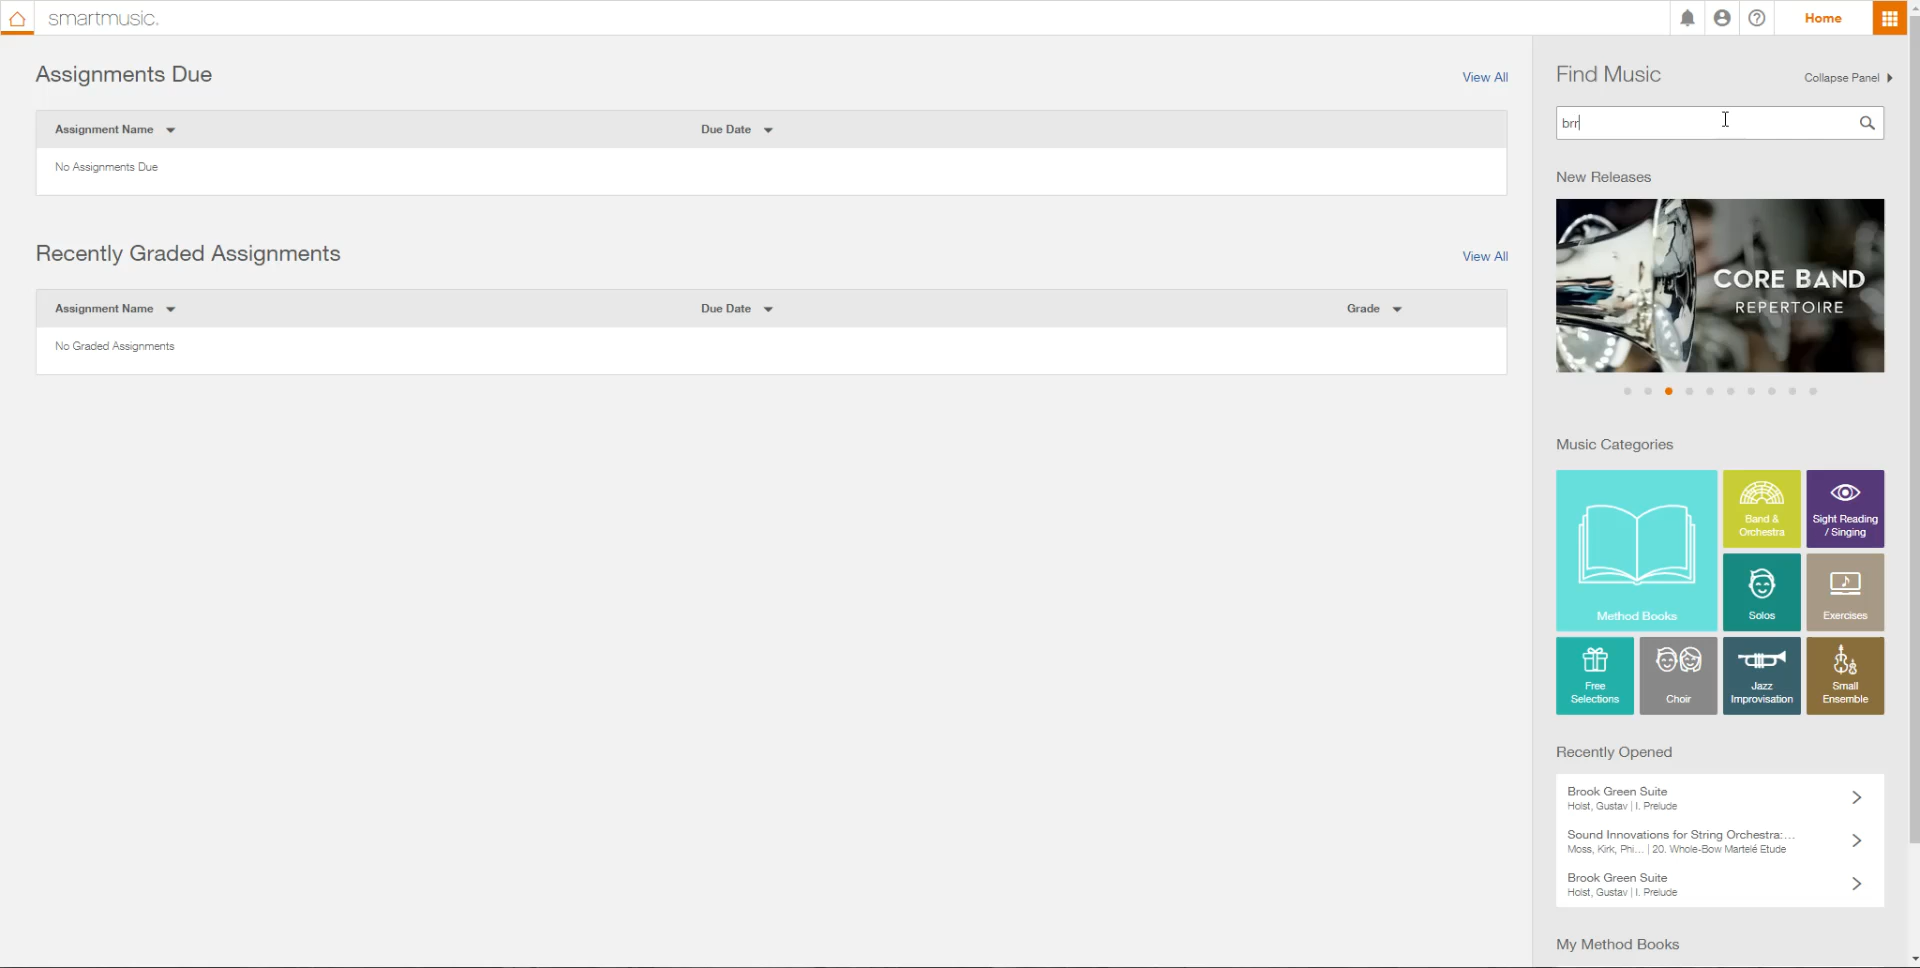 smartmusic.
Home
Assignments Due
View All
Assignment Name
Due Date
No Assignments Due
Recently Graded Assignments
View All
Assignment Name
Due Date
Grade
No Graded Assignments
Find Music
Collapse Panel
brr
New Releases
CORE BAND
REPERTOIRE
Music Categories
Method Books
Band &
Orchestra
Sight Reading
/ Singing
Solos
Exercises
Free
Selections
Choir
Jazz
Improvisation
Small
Ensemble
Recently Opened
Brook Green Suite
Holst, Gustav | I. Prelude
Sound Innovations for String Orchestra:...
Moss, Kirk, Phi... | 20. Whole-Bow Martelé Etude
Brook Green Suite
Holst, Gustav | I. Prelude
My Method Books